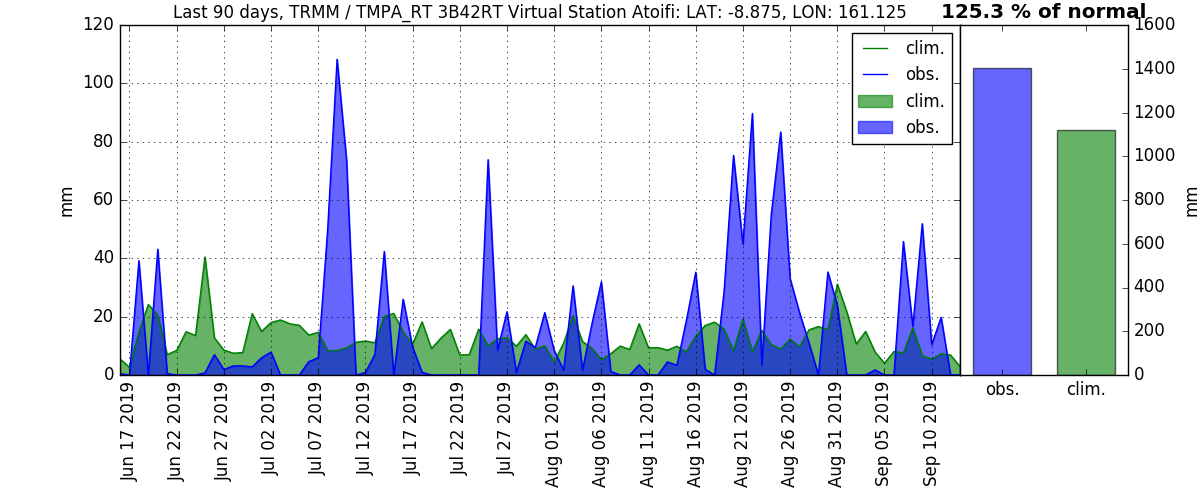 Last 90 days, TRMM / TMPA_RT 3B42RT Virtual Station Atoifi: LAT: -8.875, LON: 161.125
125.3 % of normal
120
100
80
60
40
20
0
mm
clim.
obs.
clim.
obs.
1600
1400
1200
1000
800
600
400
200
0
mm
Jun 17 2019
Jun 22 2019
Jun 27 2019
Jul 02 2019
Jul 07 2019
Jul 12 2019
Jul 17 2019
Jul 22 2019
Jul 27 2019
Aug 01 2019
Aug 06 2019
Aug 11 2019
Aug 16 2019
Aug 21 2019
Aug 26 2019
Aug 31 2019
Sep 05 2019
Sep 10 2019
obs.
clim.